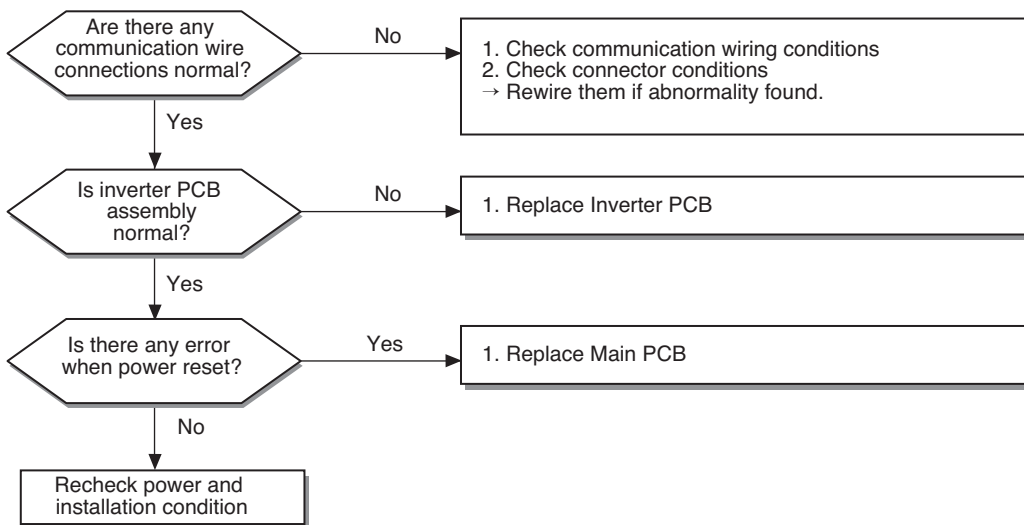 Are there any
communication wire
connections normal?
No
1. Check communication wiring conditions
2. Check connector conditions
→ Rewire them if abnormality found.
Yes
Is inverter PCB
assembly
normal?
No
1. Replace Inverter PCB
Yes
Is there any error
when power reset?
Yes
1. Replace Main PCB
No
Recheck power and
installation condition